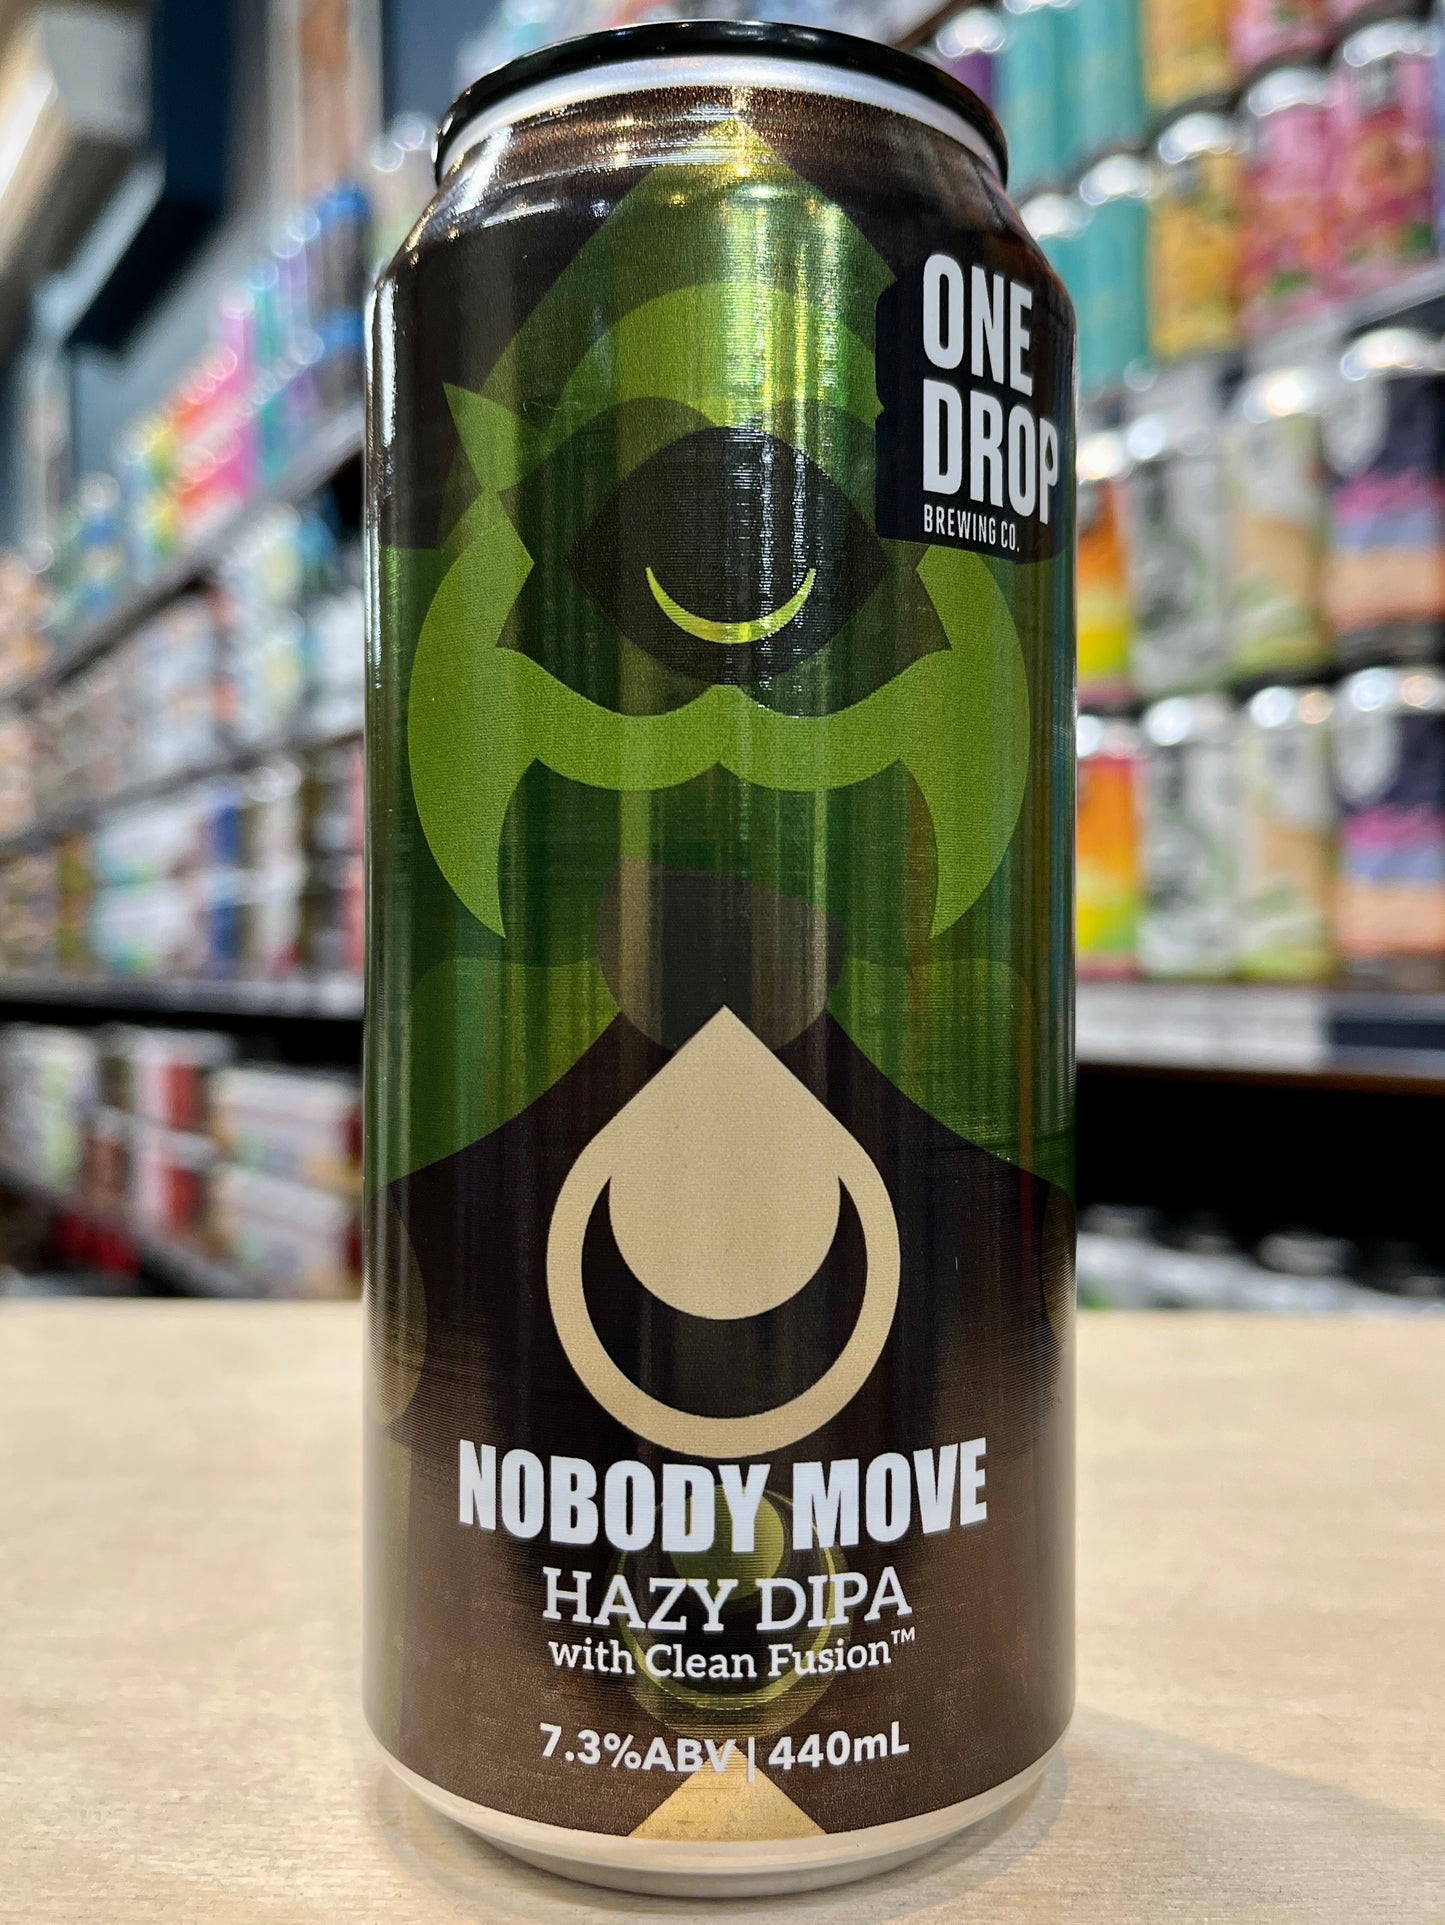 ONE
DROP
BREWING CO.
NOBODY MOVE
HAZY DIPA
with Clean Fusion™
7.3%ABV | 440mL